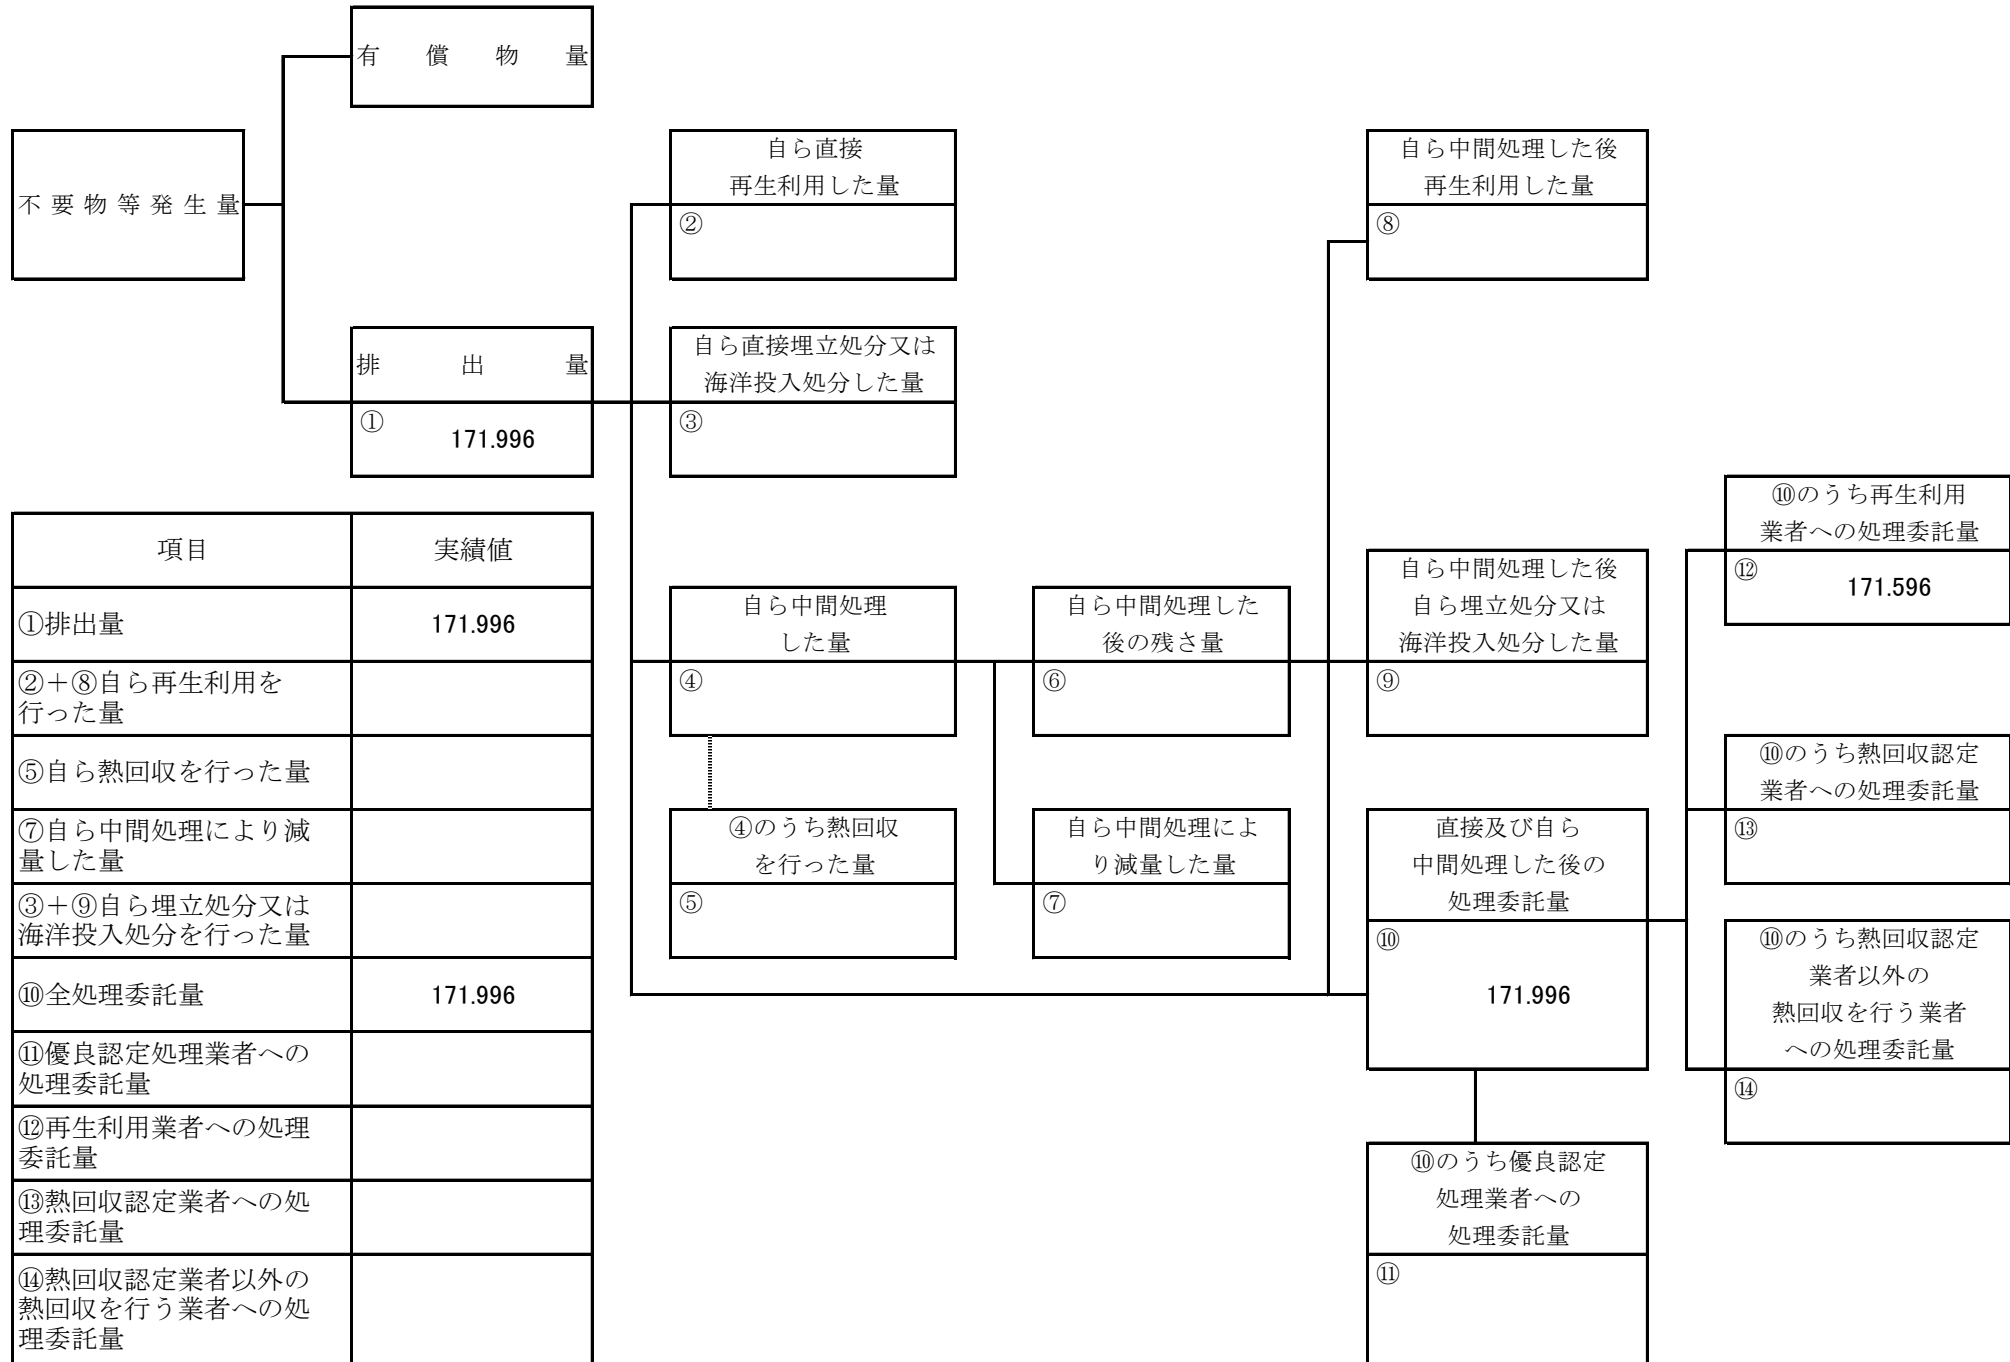 有償物量
不要物等発生量
排出量
①
171.996
自ら直接
再生利用した量
②
自ら直接埋立処分又は
海洋投入処分した量
③
自ら中間処理
した量
④
④のうち熱回収
を行った量
⑤
自ら中間処理した
後の残さ量
⑥
自ら中間処理によ
り減量した量
⑦
自ら中間処理した後
再生利用した量
⑧
自ら中間処理した後
自ら埋立処分又は
海洋投入処分した量
⑨
直接及び自ら
中間処理した後の
処理委託量
⑩
171.996
⑩のうち優良認定
処理業者への
処理委託量
⑪
⑩のうち再生利用
業者への処理委託量
⑫
171.596
⑩のうち熱回収認定
業者への処理委託量
⑬
⑩のうち熱回収認定
業者以外の
熱回収を行う業者
への処理委託量
⑭
項目 実績値
①排出量 171.996
②+⑧自ら再生利用を
行った量
⑤自ら熱回収を行った量
⑦自ら中間処理により減
量した量
③+⑨自ら埋立処分又は
海洋投入処分を行った量
⑩全処理委託量 171.996
⑪優良認定処理業者への
処理委託量
⑫再生利用業者への処理
委託量
⑬熱回収認定業者への処
理委託量
⑭熱回収認定業者以外の
熱回収を行う業者への処
理委託量